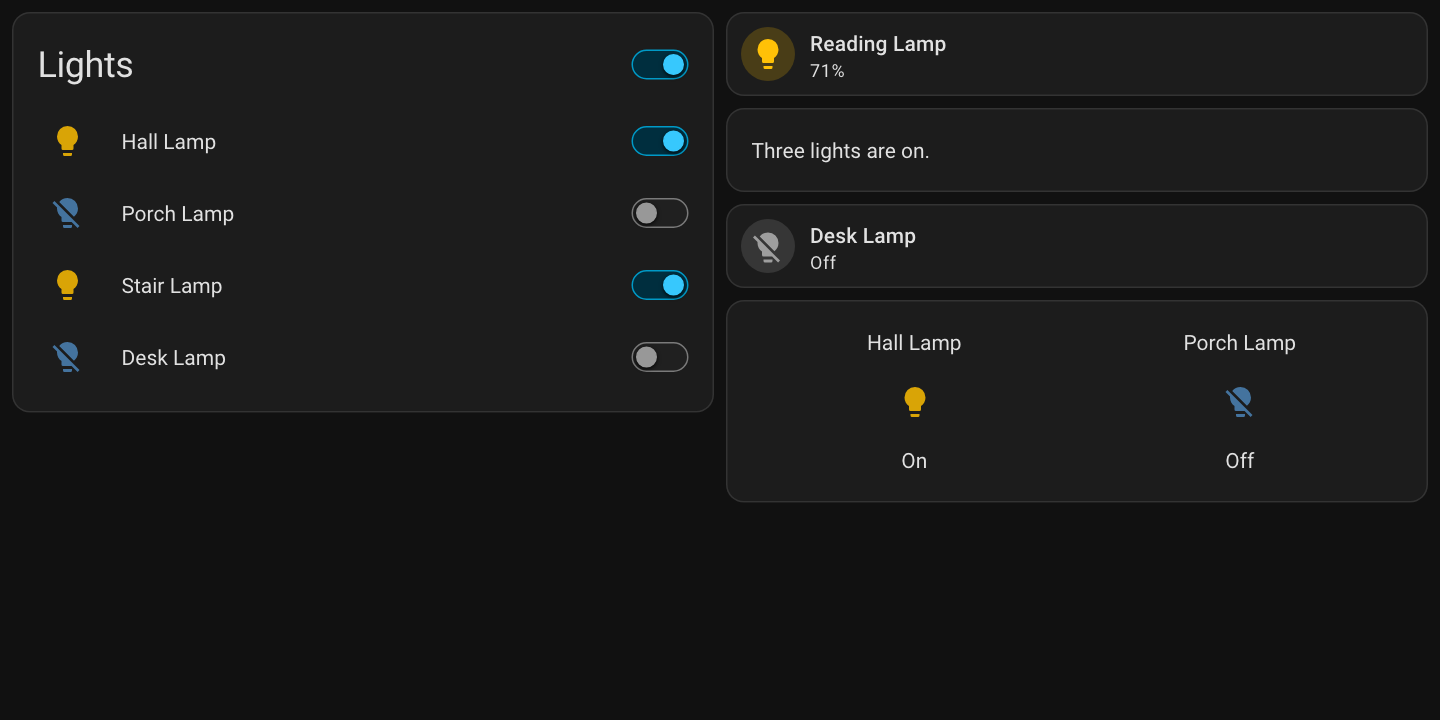 Lights
Hall Lamp
Porch Lamp
Stair Lamp
Desk Lamp
Reading Lamp
71%
Three lights are on.
Desk Lamp
Off
Hall Lamp
Porch Lamp
On
Off